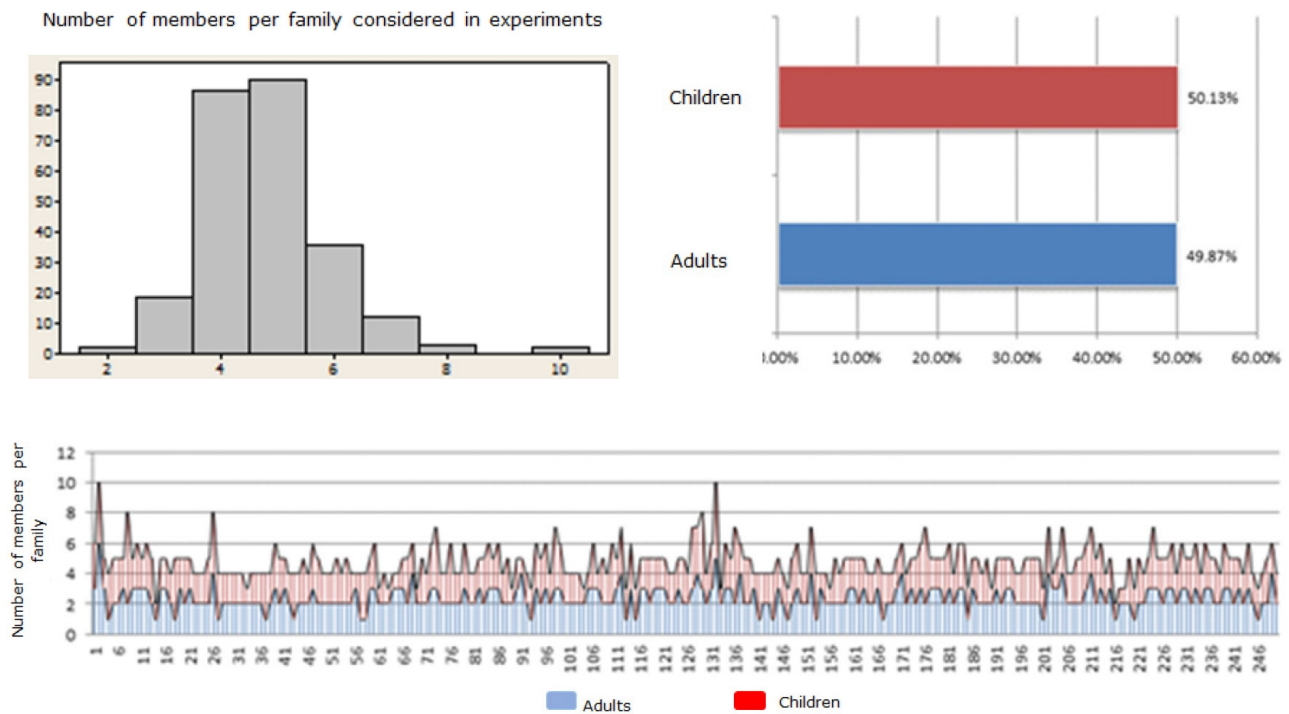 Number of members per family considered in experiments
90
80
70
60
50
40
30
20
10
0
2 4 6 8 10
Children
50.13%
Adults
49.87%
0.00% 10.00% 20.00% 30.00% 40.00% 50.00% 60.00%
Number of members per
family
12
10
8
6
4
2
0
1 6 11 16 21 26 31 36 41 46 51 56 61 66 71 76 81 86 91 96 101 106 111 116 121 126 131 136 141 146 151 156 161 166 171 176 181 186 191 196 201 206 211 216 221 226 231 236 241 246
Adults Children